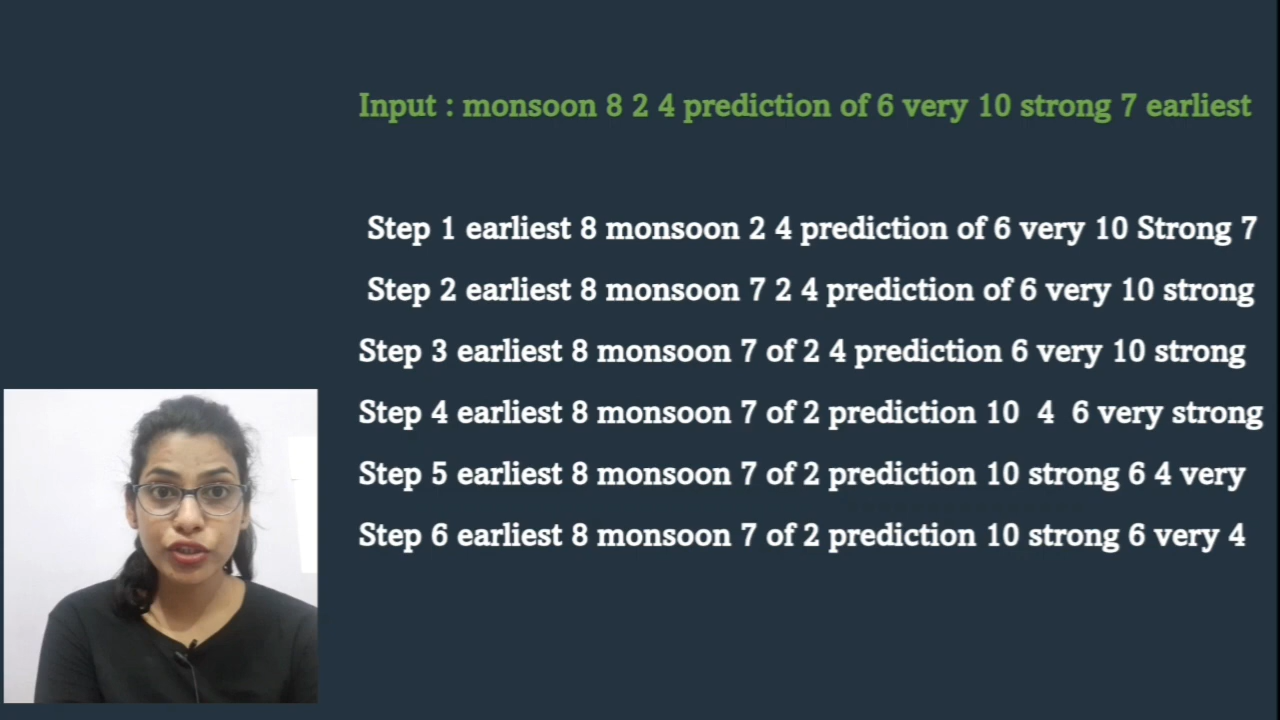 Input : monsoon 8 2 4 prediction of 6 very 10 strong 7 earliest
Step 1 earliest 8 monsoon 2 4 prediction of 6 very 10 Strong 7
Step 2 earliest 8 monsoon 7 2 4 prediction of 6 very 10 strong
Step 3 earliest 8 monsoon 7 of 2 4 prediction 6 very 10 strong
Step 4 earliest 8 monsoon 7 of 2 prediction 10 4 6 very strong
Step 5 earliest 8 monsoon 7 of 2 prediction 10 strong 6 4 very
Step 6 earliest 8 monsoon 7 of 2 prediction 10 strong 6 very 4